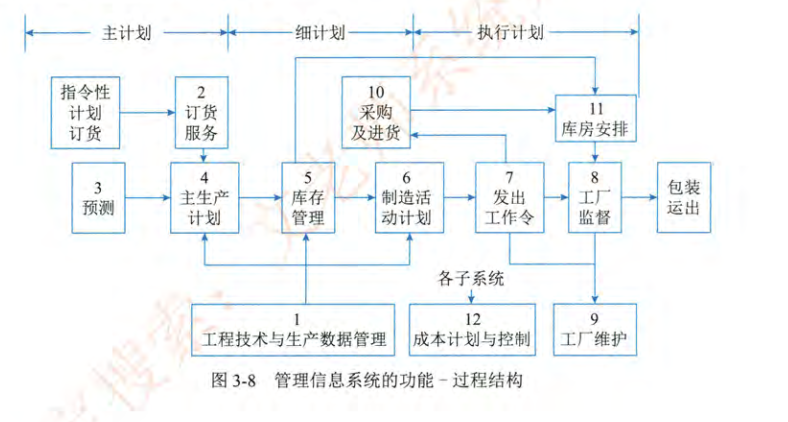 主计划
细计划
执行计划
指令性
计划
订货
2
订货
服务
10
采购
及进货
11
库房安排
3
预测
4
主生产
计划
5
库存
管理
6
制造活
动计划
7
发出
工作令
8
工厂
监督
包装
运出
各子系统
1
工程技术与生产数据管理
12
成本计划与控制
9
工厂维护
图 3-8 管理信息系统的功能－过程结构